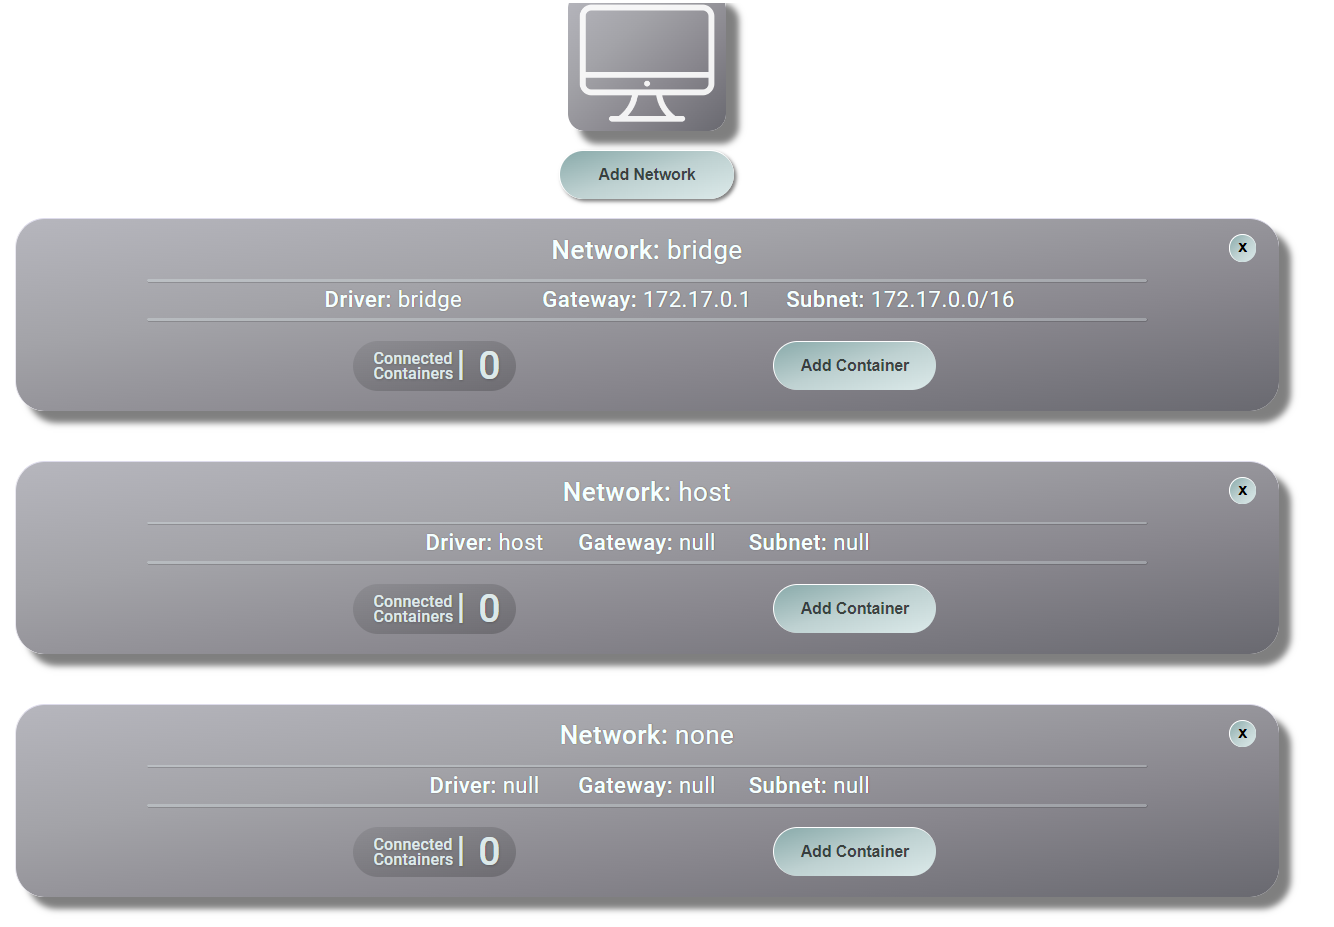 Add Network
Network: bridge
x
Driver: bridge Gateway: 172.17.0.1 Subnet: 172.17.0.0/16
Connected
Containers
0
Add Container
Network: host
x
Driver: host Gateway: null Subnet: null
Connected
Containers
0
Add Container
Network: none
x
Driver: null Gateway: null Subnet: null
Connected
Containers
0
Add Container